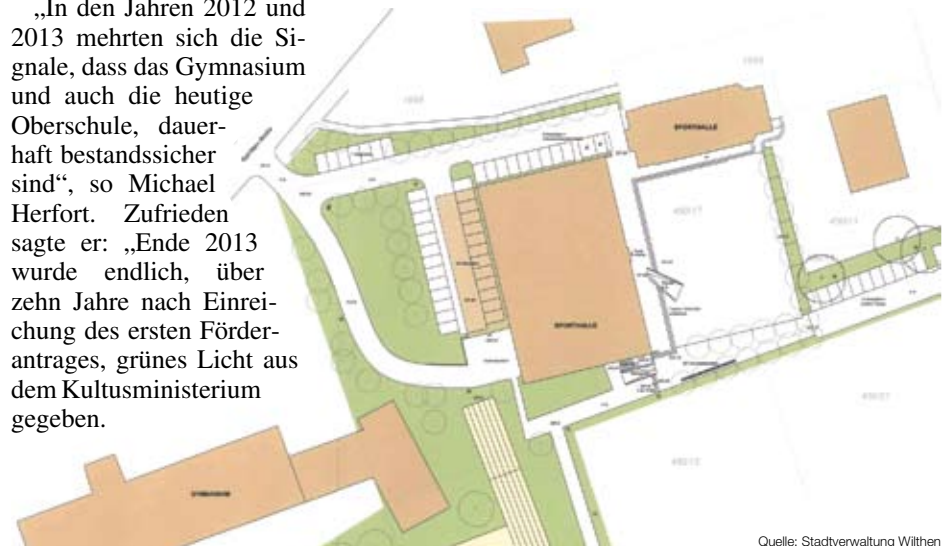 „In den Jahren 2012 und
2013 mehrten sich die Si-
gnale, dass das Gymnasium
und auch die heutige
Oberschule, dauer-
haft bestandssicher
sind“, so Michael
Herfort. Zufrieden
sagte er: „Ende 2013
wurde endlich, über
zehn Jahre nach Einrei-
chung des ersten Förder-
antrages, grünes Licht aus
dem Kultusministerium
gegeben.
SPORTHALLE
SPORTHALLE
GYMNASIUM
Quelle: Stadtverwaltung Wilthen